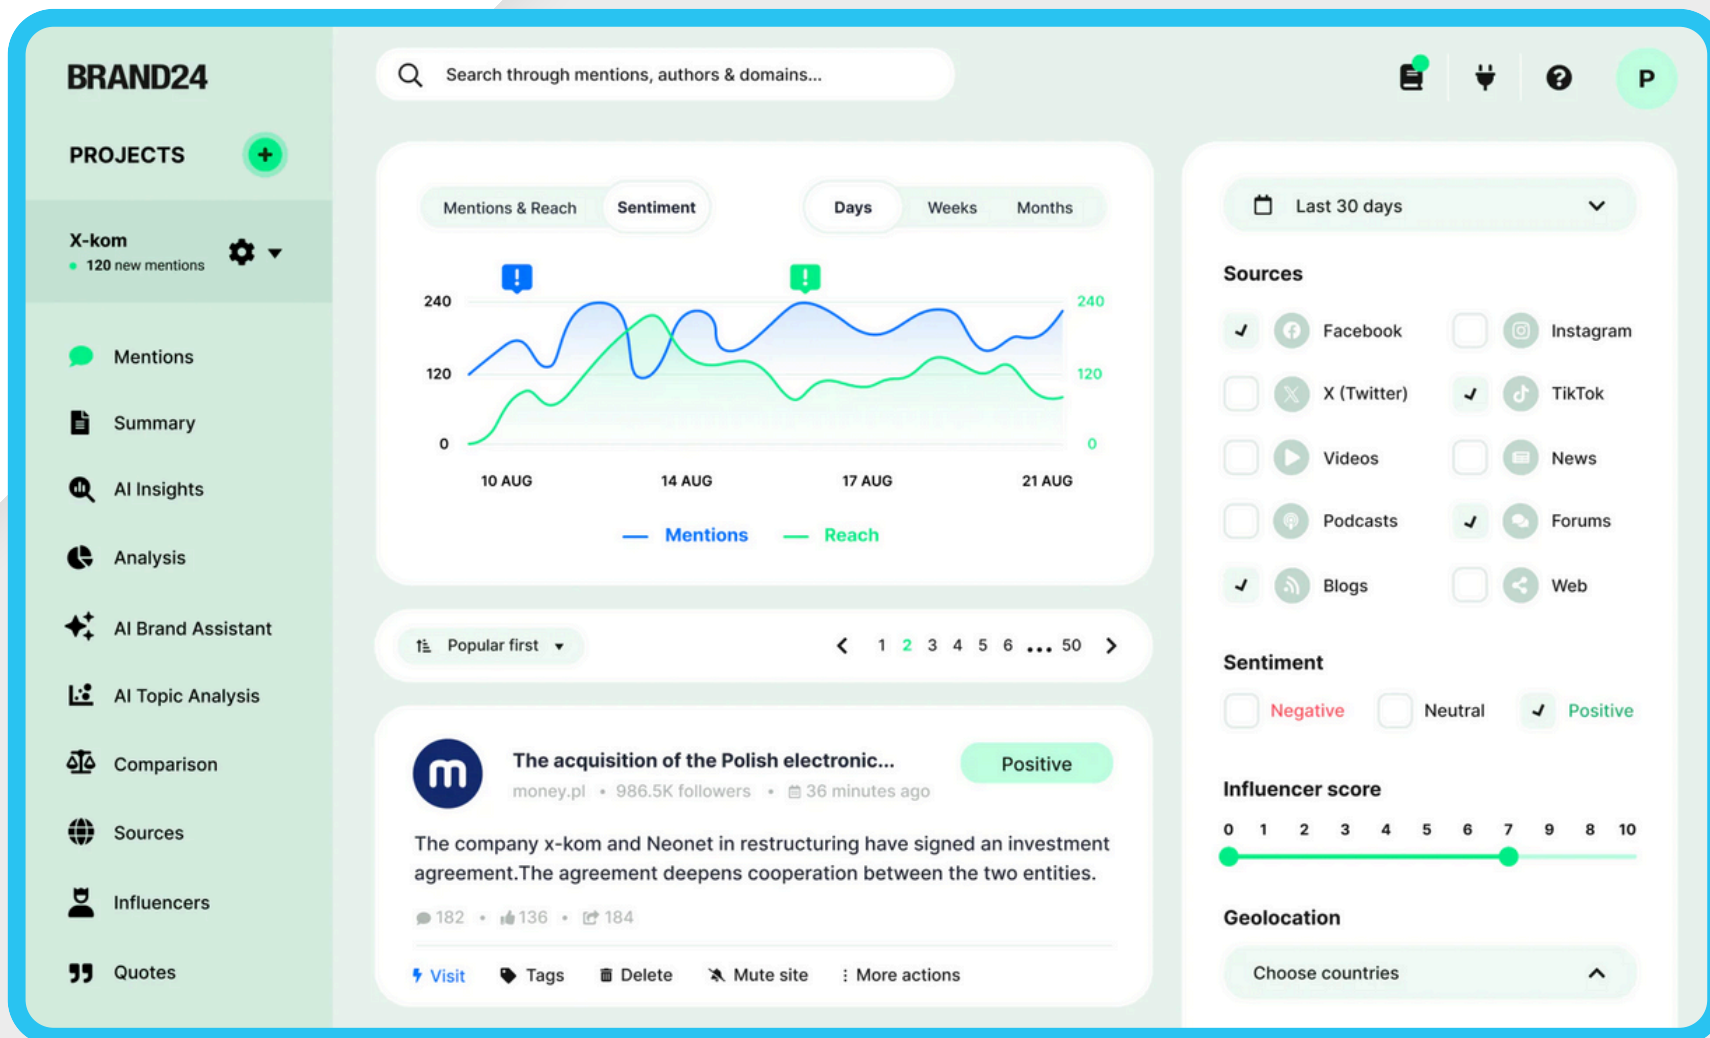 BRAND24
PROJECTS
X-kom
120 new mentions
Mentions
Summary
AI Insights
Analysis
AI Brand Assistant
AI Topic Analysis
Comparison
Sources
Influencers
Quotes
Search through mentions, authors & domains...
P
Mentions & Reach Sentiment Days Weeks Months
240 240
120 120
0 0
10 AUG 14 AUG 17 AUG 21 AUG
Mentions Reach
Popular first 1 2 3 4 5 6 ... 50
The acquisition of the Polish electronic...
money.pl • 986.5K followers • 36 minutes ago
Positive
The company x-kom and Neonet in restructuring have signed an investment
agreement.The agreement deepens cooperation between the two entities.
182 • 136 • 184
Visit Tags Delete Mute site More actions
Last 30 days
Sources
Facebook Instagram
X (Twitter) TikTok
Videos News
Podcasts Forums
Blogs Web
Sentiment
Negative Neutral Positive
Influencer score
0 1 2 3 4 5 6 7 9 8 10
Geolocation
Choose countries